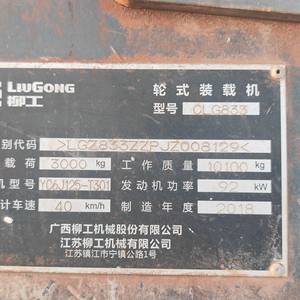 LIUGONG
柳工
轮式装载机
型号 CLG833
别代码 >LGZ833ZZPJZ008129<
载荷 3000 kg 工作质量 10100 kg
机型号 YC6J125-T301 发动机功率 92 kW
计车速 40 km/h 制造年度 2018
广西柳工机械股份有限公司
江苏柳工机械有限公司
江苏镇江市宁镇公路1号